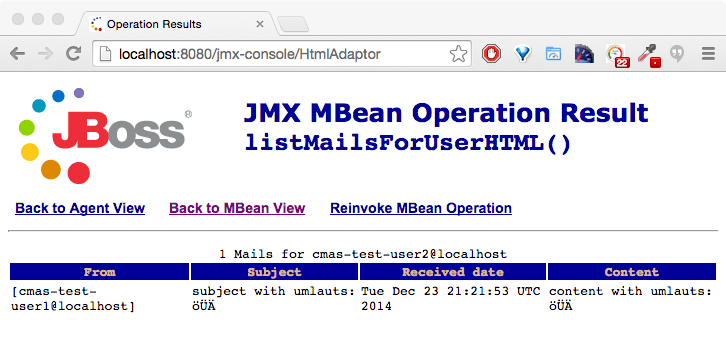 Operation Results
localhost:8080/jmx-console/HtmlAdaptor
22
JBoss®
JMX MBean Operation Result
listMailsForUserHTML()
Back to Agent View Back to MBean View Reinvoke MBean Operation
1 Mails for cmas-test-user2@localhost
From Subject Received date Content
[cmas-test- subject with umlauts: Tue Dec 23 21:21:53 UTC content with umlauts:
user1@localhost] öÜÄ 2014 öÜÄ